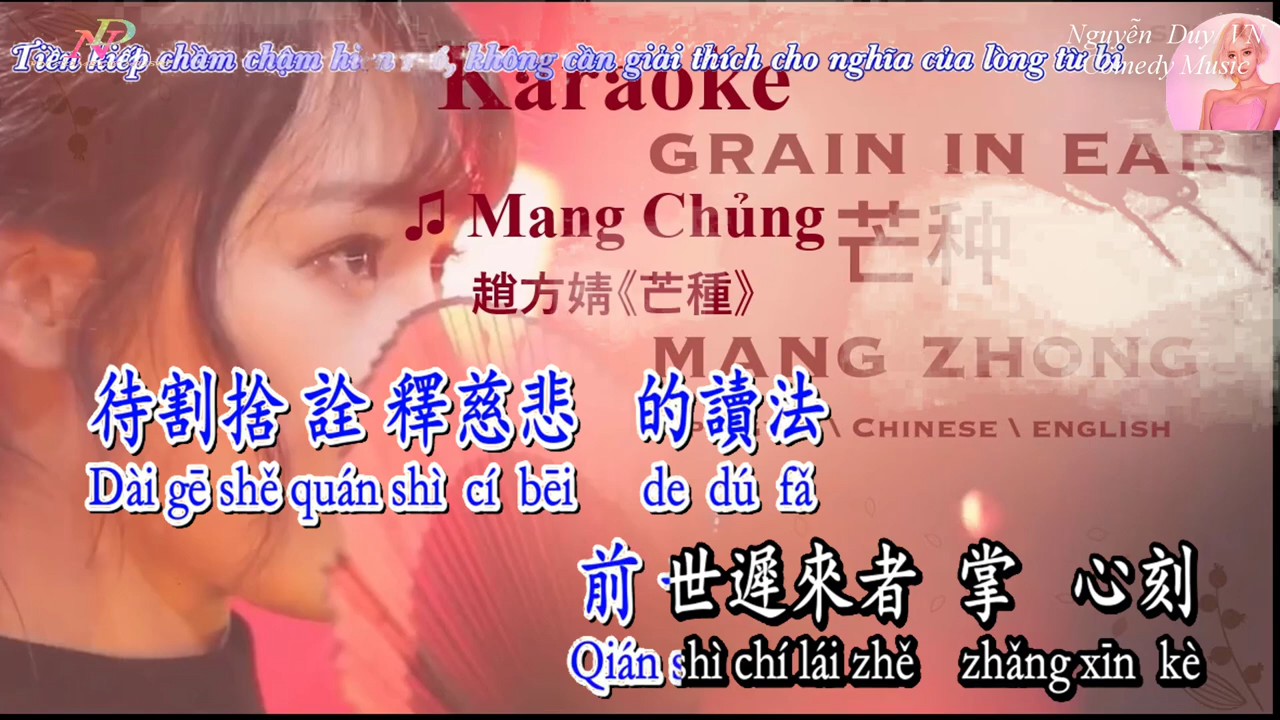 Nguyễn Duy VN
Comedy Music
Tiền kiếp chầm chậm không cần giải thích cho nghĩa của lòng từ bi
Karaoke
GRAIN IN EAR
♫ Mang Chủng
芒种
趙方婧《芒種》
MANG ZHONG
\ CHINESE \ ENGLISH
待割捨 詮 釋慈悲 的讀法
Dài gē shě quán shì cí bēi de dú fǎ
前 世遲來者 掌 心刻
Qián shì chí lái zhě zhǎng xīn kè